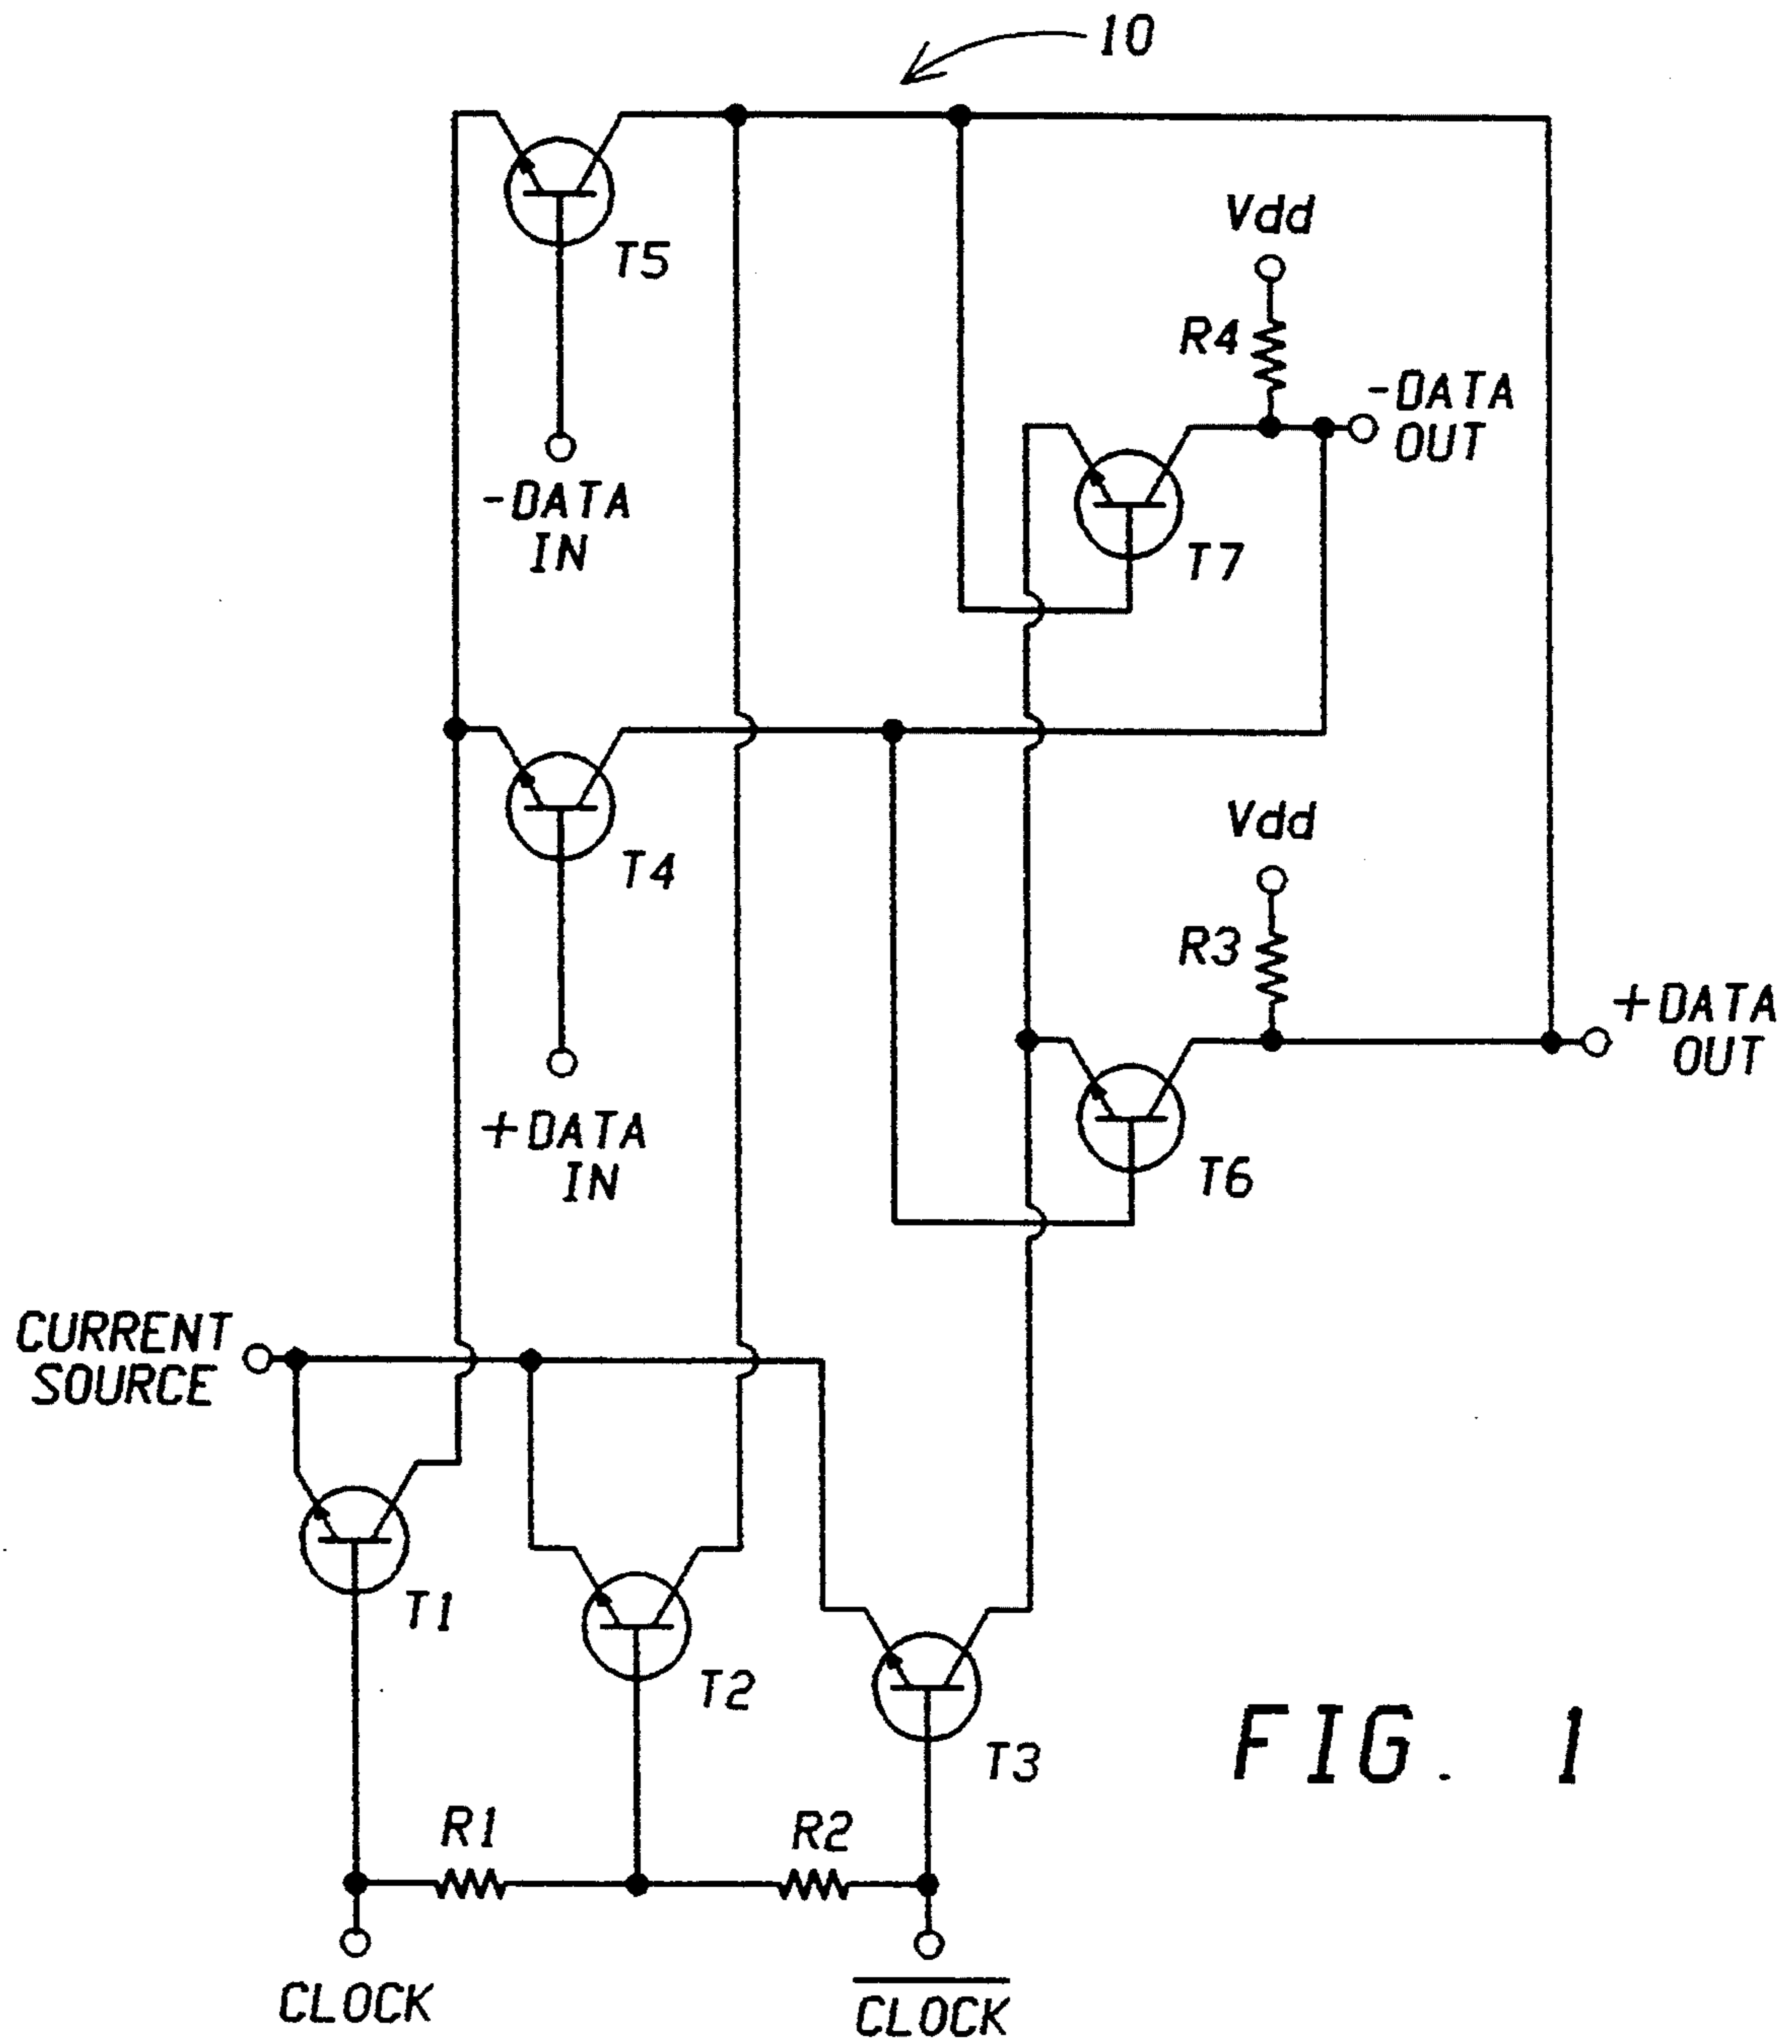 10
T5
Vdd
R4
-DATA
OUT
-DATA
IN
T7
Vdd
T4
R3
+DATA
OUT
+DATA
IN
T6
CURRENT
SOURCE
T1
T2
T3
FIG. 1
R1
R2
CLOCK
CLOCK